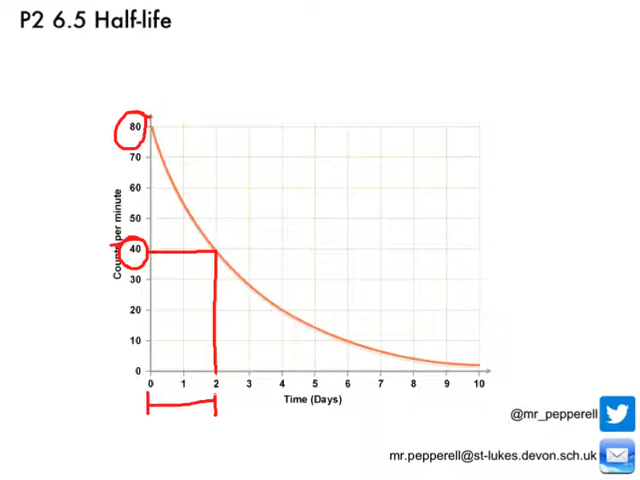 P2 6.5 Half-life
80
70
60
50
40
30
20
10
0
Counts per minute
0 1 2 3 4 5 6 7 8 9 10
Time (Days)
@mr_pepperell
mr.pepperell@st-lukes.devon.sch.uk